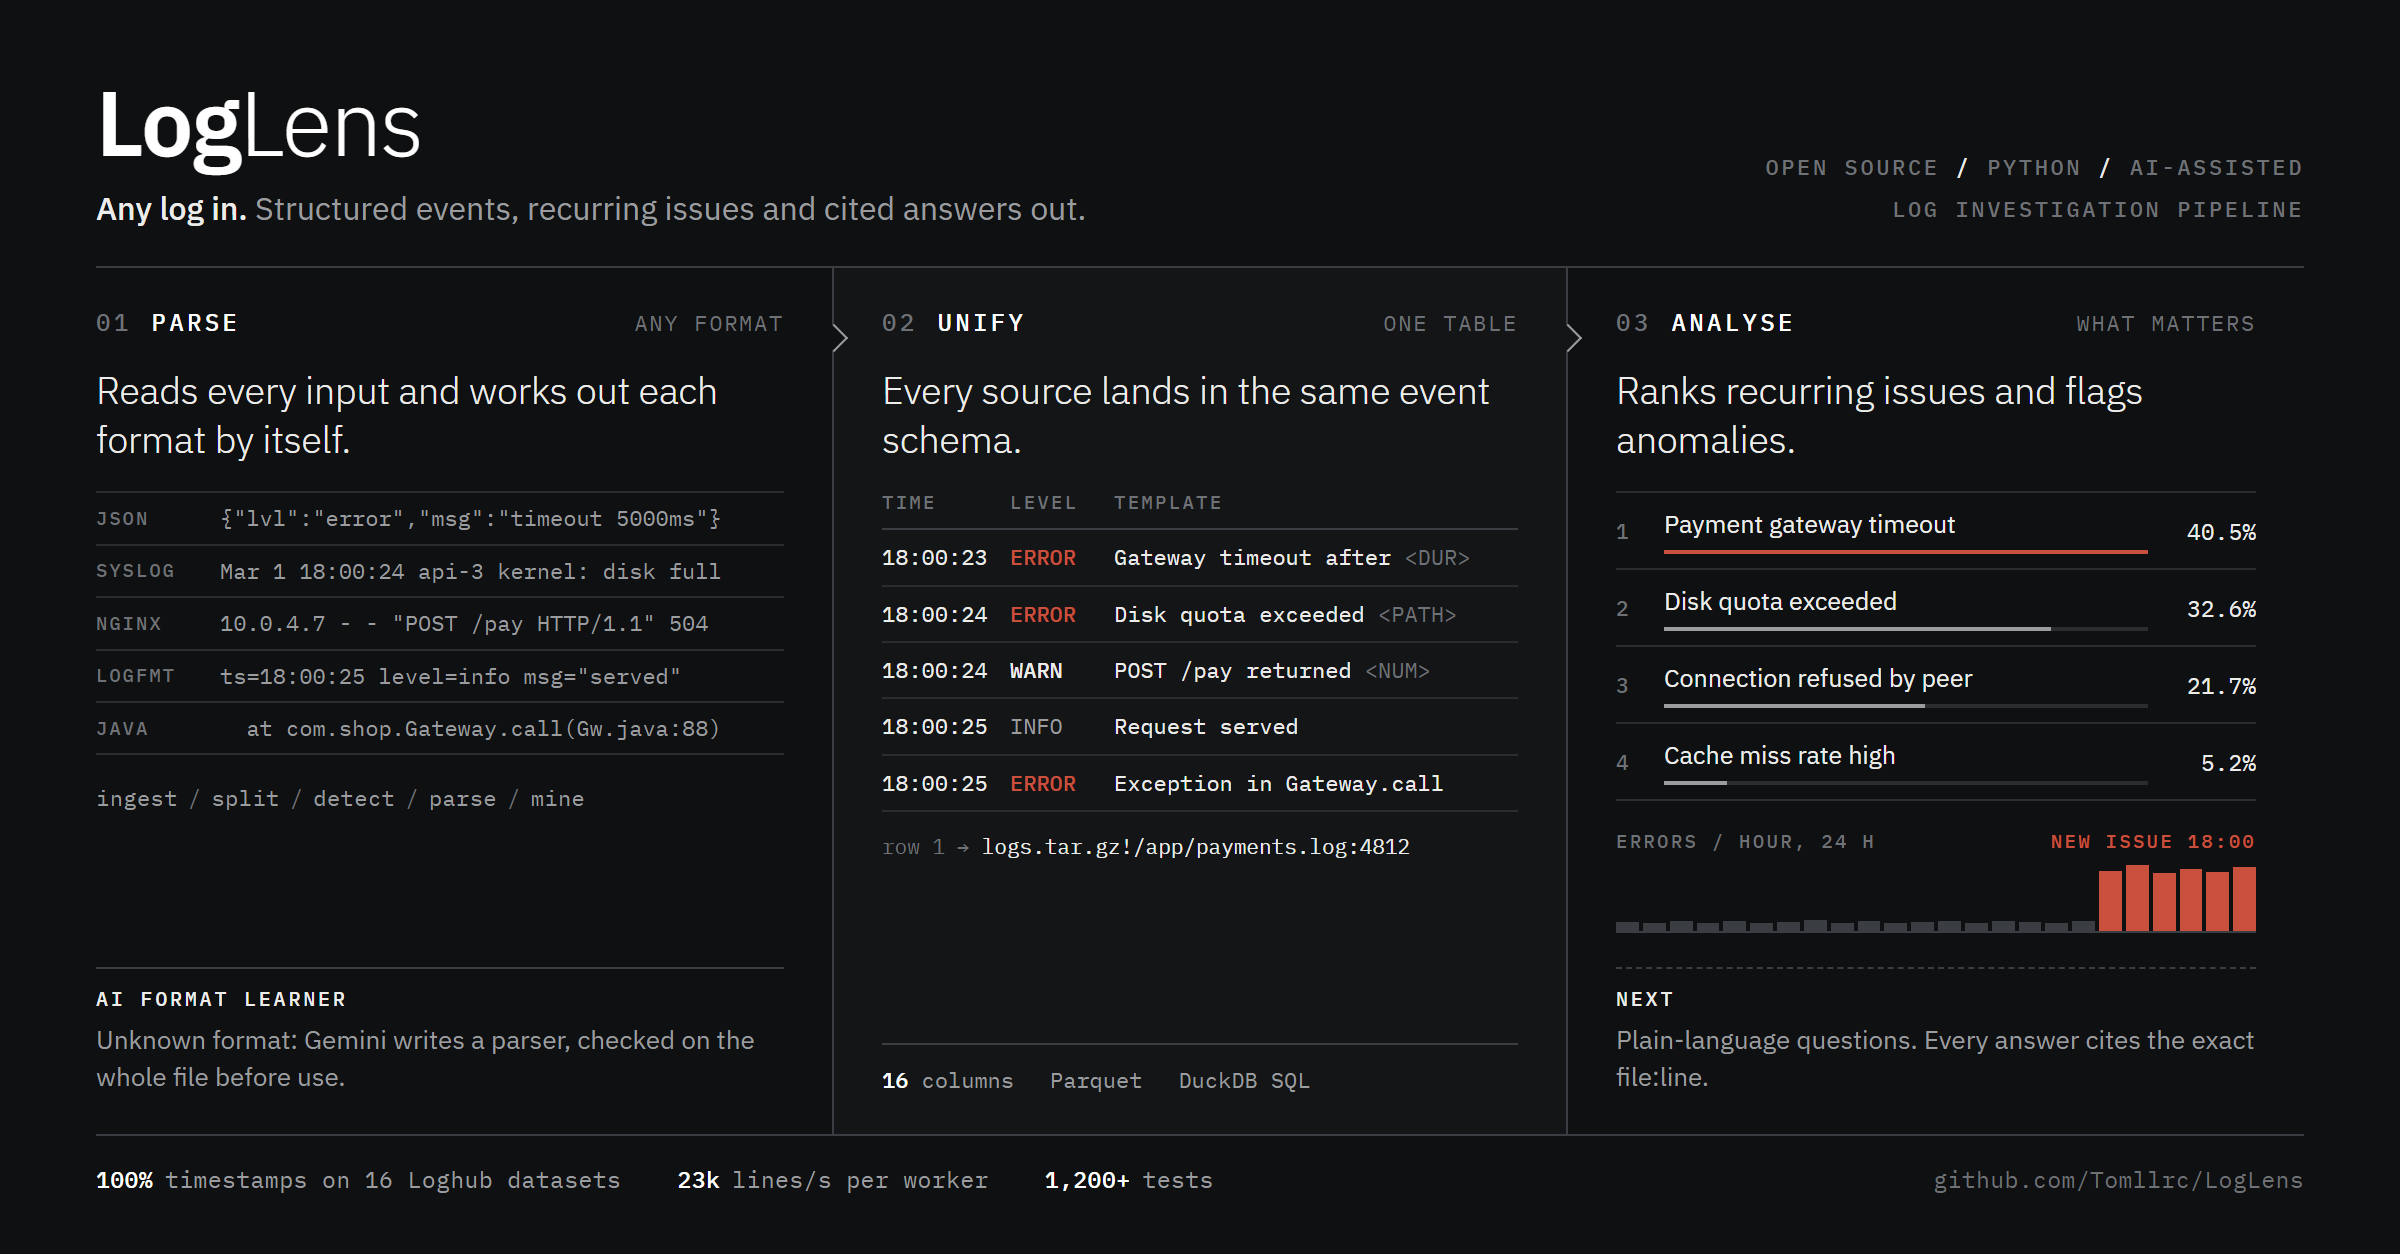 LogLens
Any log in. Structured events, recurring issues and cited answers out.
OPEN SOURCE / PYTHON / AI-ASSISTED
LOG INVESTIGATION PIPELINE
01 PARSE ANY FORMAT
Reads every input and works out each
format by itself.
JSON {"lvl":"error","msg":"timeout 5000ms"}
SYSLOG Mar 1 18:00:24 api-3 kernel: disk full
NGINX 10.0.4.7 - - "POST /pay HTTP/1.1" 504
LOGFMT ts=18:00:25 level=info msg="served"
JAVA at com.shop.Gateway.call(Gw.java:88)
ingest / split / detect / parse / mine
AI FORMAT LEARNER
Unknown format: Gemini writes a parser, checked on the
whole file before use.
02 UNIFY ONE TABLE
Every source lands in the same event
schema.
TIME LEVEL TEMPLATE
18:00:23 ERROR Gateway timeout after <DUR>
18:00:24 ERROR Disk quota exceeded <PATH>
18:00:24 WARN POST /pay returned <NUM>
18:00:25 INFO Request served
18:00:25 ERROR Exception in Gateway.call
row 1 → logs.tar.gz!/app/payments.log:4812
16 columns Parquet DuckDB SQL
03 ANALYSE WHAT MATTERS
Ranks recurring issues and flags
anomalies.
1 Payment gateway timeout 40.5%
2 Disk quota exceeded 32.6%
3 Connection refused by peer 21.7%
4 Cache miss rate high 5.2%
ERRORS / HOUR, 24 H NEW ISSUE 18:00
NEXT
Plain-language questions. Every answer cites the exact
file:line.
100% timestamps on 16 Loghub datasets 23k lines/s per worker 1,200+ tests
github.com/Tomllrc/LogLens